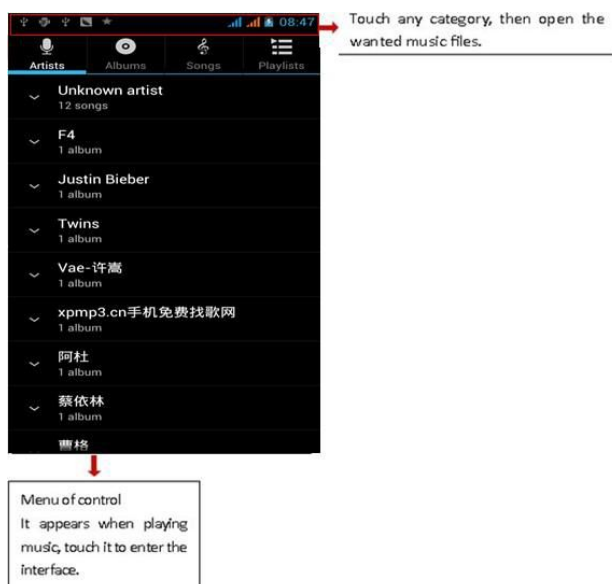 08:47
Touch any category, then open the
wanted music files.
Artists Albums Songs Playlists
Unknown artist
12 songs
F4
1 album
Justin Bieber
1 album
Twins
1 album
Vae-许嵩
1 album
xpmp3.cn手机免费找歌网
1 album
阿杜
1 album
蔡依林
1 album
曹格
Menu of control
It appears when playing
music, touch it to enter the
interface.